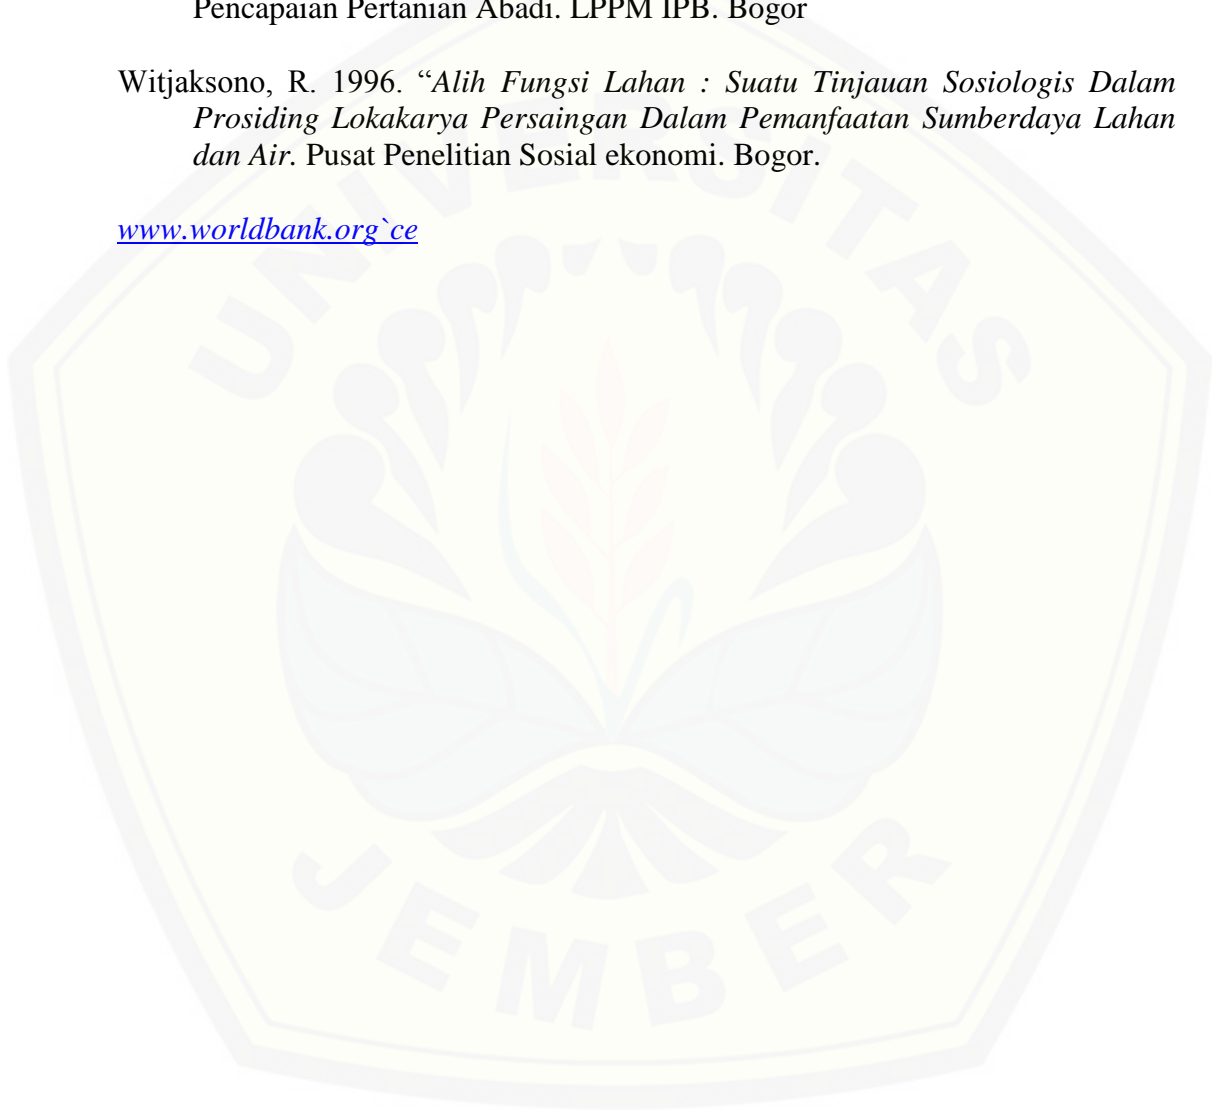 Pencapaian Pertanian Abadi. LPPM IPB. Bogor
Witjaksono, R. 1996. “Alih Fungsi Lahan : Suatu Tinjauan Sosiologis Dalam
Prosiding Lokakarya Persaingan Dalam Pemanfaatan Sumberdaya Lahan
dan Air. Pusat Penelitian Sosial ekonomi. Bogor.
www.worldbank.org`ce
UNIVERSITAS
JEMBER